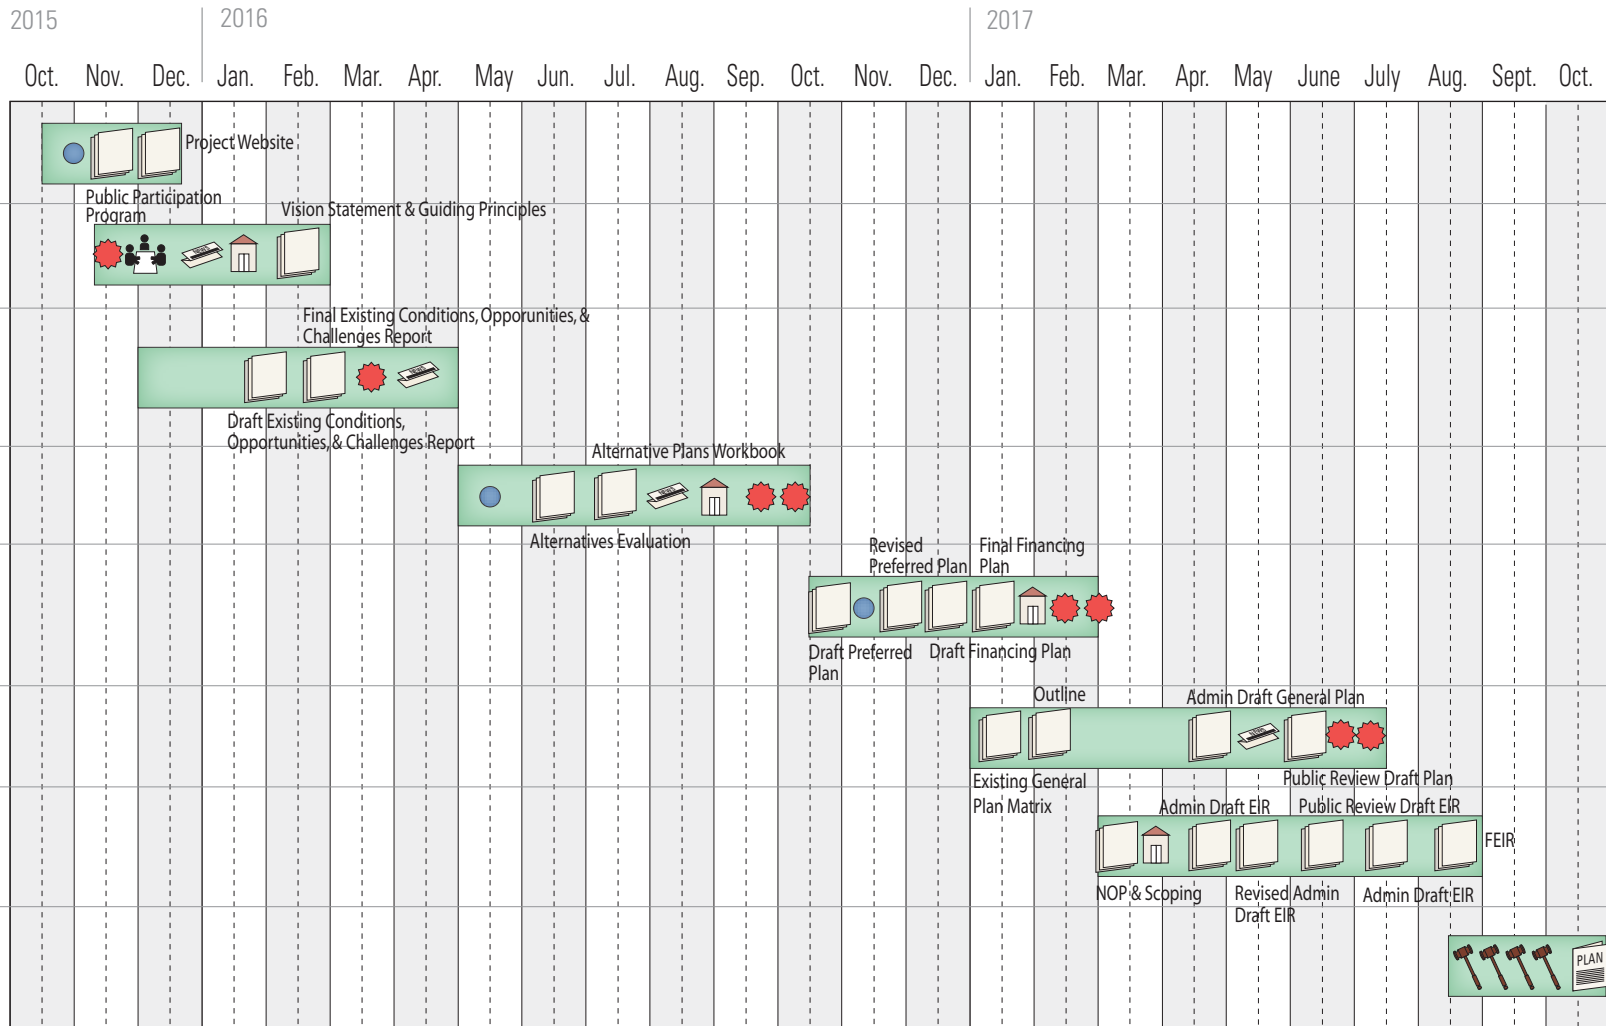 2015
2016
2017
Oct. Nov. Dec. Jan. Feb. Mar. Apr. May Jun. Jul. Aug. Sep. Oct. Nov. Dec. Jan. Feb. Mar. Apr. May June July Aug. Sept. Oct.
Project Website
Public Participation
Program
Vision Statement & Guiding Principles
NEWS
Final Existing Conditions, Opporunities, &
Challenges Report
NEWS
Draft Existing Conditions,
Opportunities, & Challenges Report
Alternative Plans Workbook
NEWS
Alternatives Evaluation
Revised
Preferred Plan
Final Financing
Plan
Draft Preferred
Plan
Draft Financing Plan
Outline
Admin Draft General Plan
NEWS
Existing General
Plan Matrix
Public Review Draft Plan
Admin Draft EIR
Public Review Draft EIR
FEIR
NOP & Scoping
Revised Admin
Draft EIR
Admin Draft EIR
PLAN